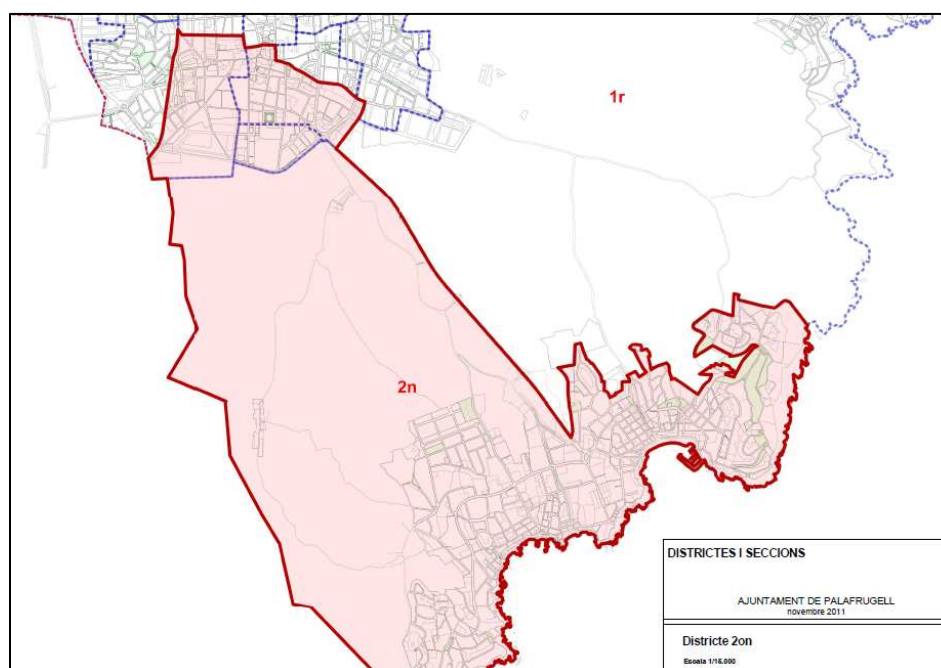 1r
2n
DISTRICTES I SECCIONS
AJUNTAMENT DE PALAFRUGELL
novembre 2011
Districte 2on
Escala 1/15.000